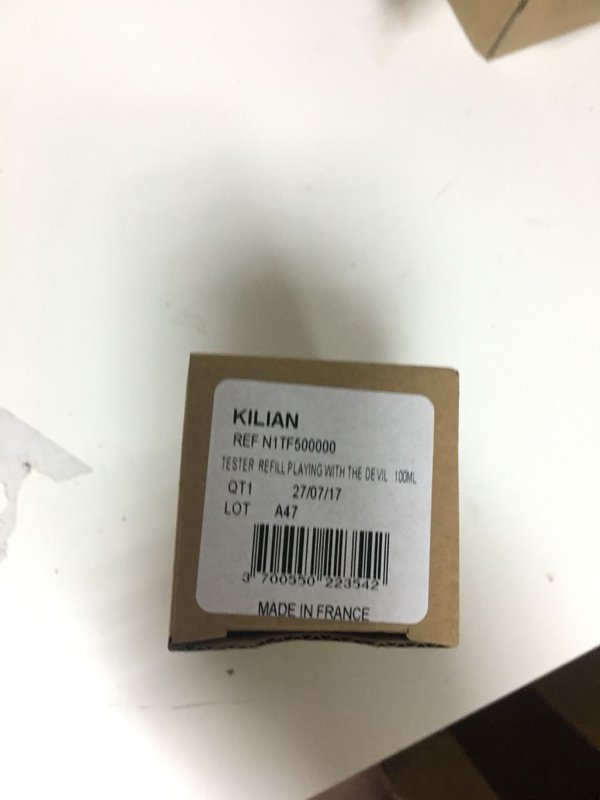 KILIAN
REF N1TF500000
TESTER REFILL PLAYING WITH THE DEVIL 100ML
QT1 27/07/17
LOT A47
3 700550 223542
MADE IN FRANCE